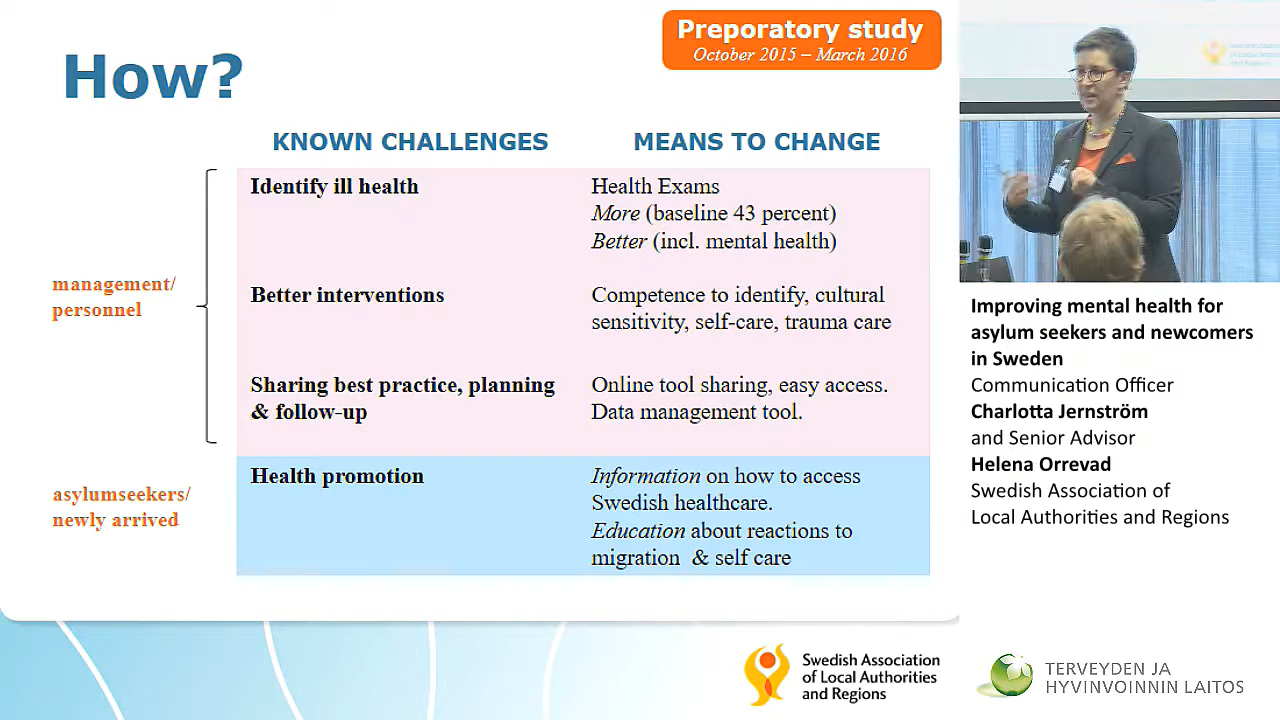 How?
Preporatory study
October 2015 – March 2016
KNOWN CHALLENGES
MEANS TO CHANGE
management/
personnel
Identify ill health
Health Exams
More (baseline 43 percent)
Better (incl. mental health)
Better interventions
Competence to identify, cultural
sensitivity, self-care, trauma care
Sharing best practice, planning
& follow-up
Online tool sharing, easy access.
Data management tool.
asylumseekers/
newly arrived
Health promotion
Information on how to access
Swedish healthcare.
Education about reactions to
migration & self care
Improving mental health for
asylum seekers and newcomers
in Sweden
Communication Officer
Charlotta Jernström
and Senior Advisor
Helena Orrevad
Swedish Association of
Local Authorities and Regions
Swedish Association
of Local Authorities
and Regions
TERVEYDEN JA
HYVINVOINNIN LAITOS